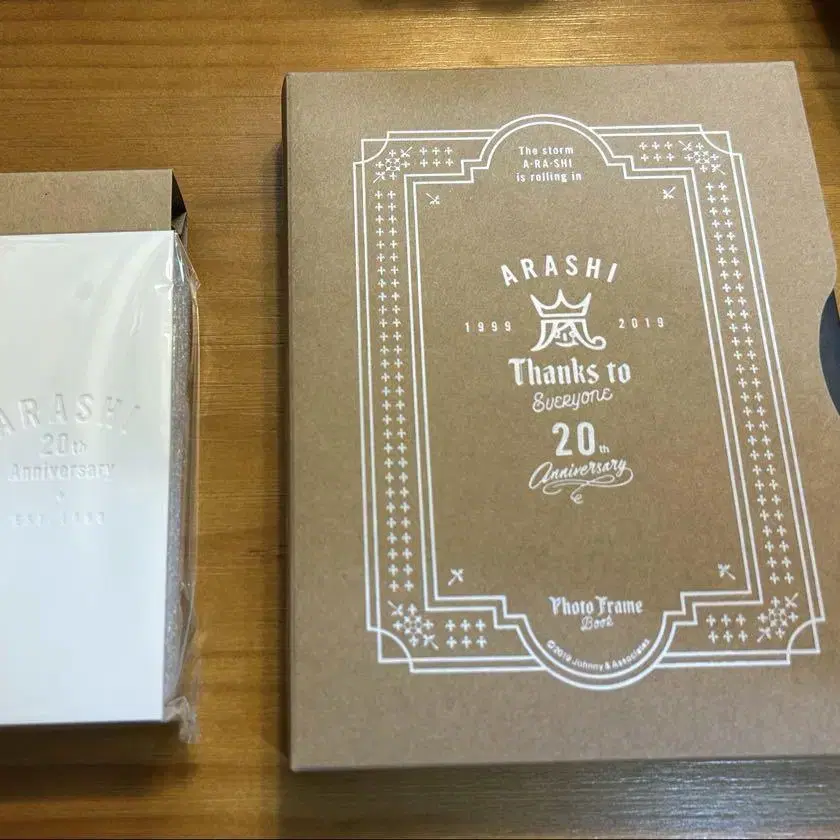 ARASHI
20th
Anniversary
The storm
A·RA·SHI
is rolling in
ARASHI
1999 2019
Thanks to
Everyone
20th
Anniversary
Photo Frame
Book
©2019 Johnny & Associates